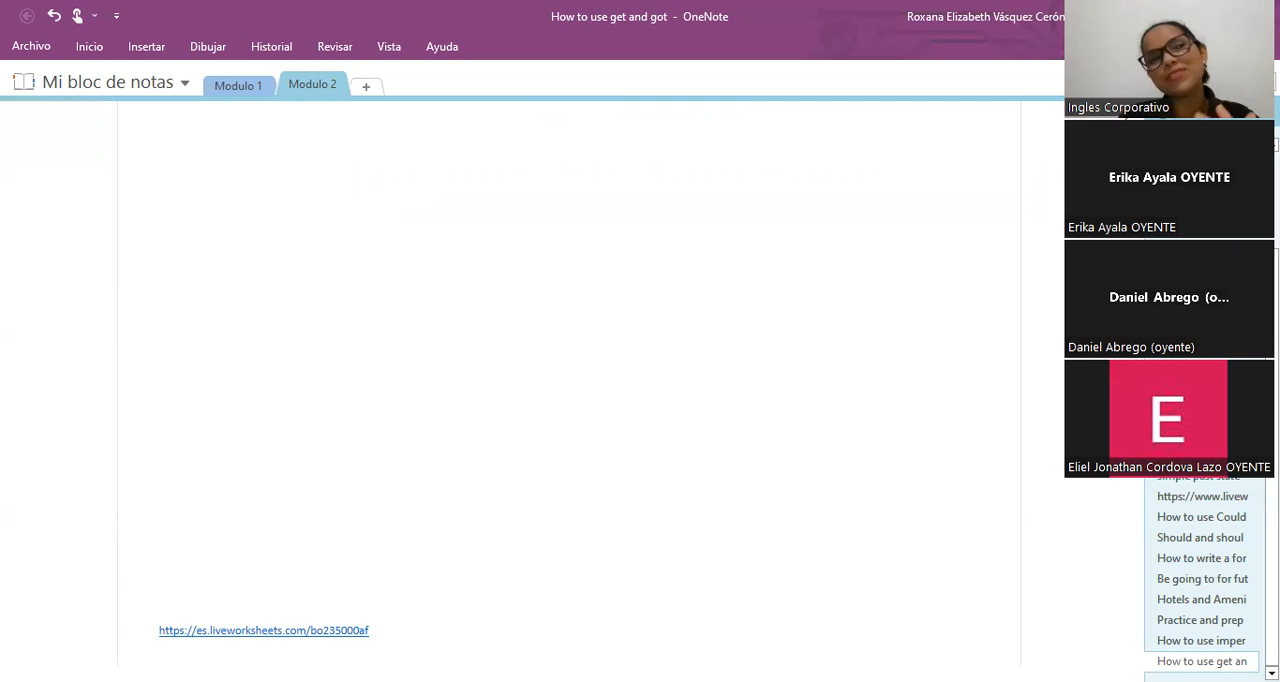 How to use get and got - OneNote
Roxana Elizabeth Vásquez Cerón
Archivo
Inicio
Insertar
Dibujar
Historial
Revisar
Vista
Ayuda
Mi bloc de notas
Modulo 1
Modulo 2
+
Ingles Corporativo
Erika Ayala OYENTE
Erika Ayala OYENTE
Daniel Abrego (o...
Daniel Abrego (oyente)
E
Eliel Jonathan Cordova Lazo OYENTE
simple past state
https://www.livew
How to use Could
Should and shoul
How to write a for
Be going to for fut
Hotels and Ameni
Practice and prep
How to use imper
How to use get an
https://es.liveworksheets.com/bo235000af